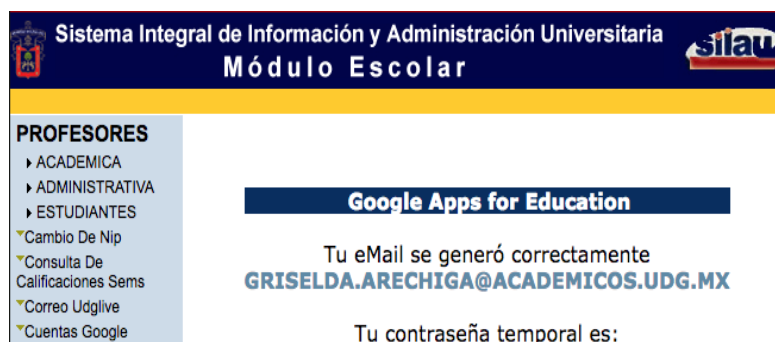 Sistema Integral de Información y Administración Universitaria
Módulo Escolar
siiau
PROFESORES
ACADEMICA
ADMINISTRATIVA
ESTUDIANTES
Cambio De Nip
Consulta De
Calificaciones Sems
Correo Udglive
Cuentas Google
Google Apps for Education
Tu eMail se generó correctamente
GRISELDA.ARECHIGA@ACADEMICOS.UDG.MX
Tu contraseña temporal es: